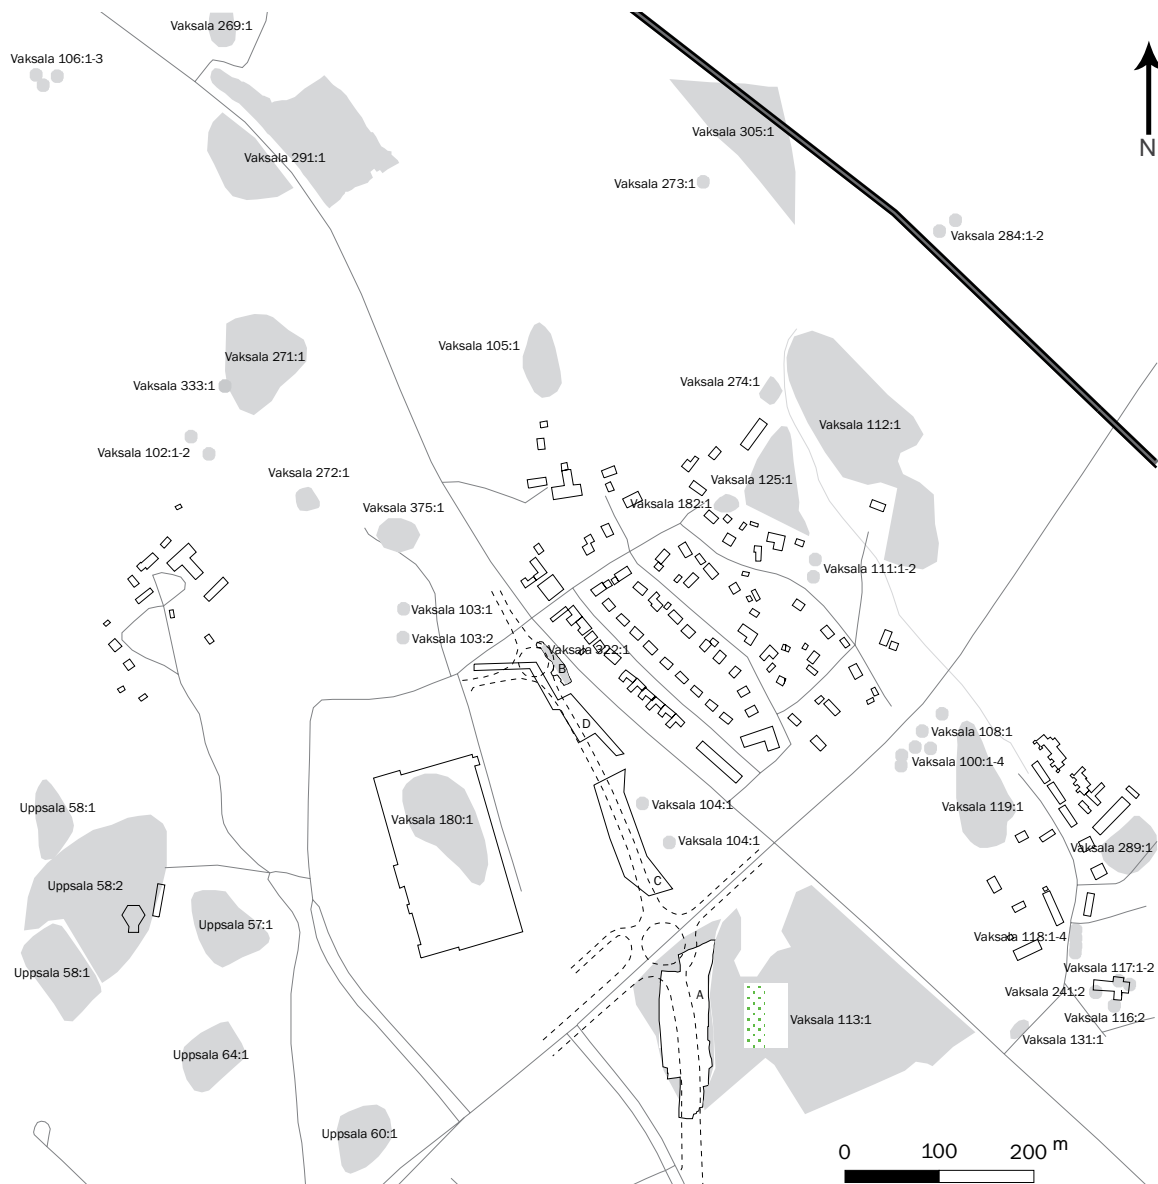 Vaksala 269:1
Vaksala 106:1-3
Vaksala 305:1
N
Vaksala 291:1
Vaksala 273:1
Vaksala 284:1-2
Vaksala 105:1
Vaksala 271:1
Vaksala 333:1
Vaksala 274:1
Vaksala 112:1
Vaksala 102:1-2
Vaksala 272:1
Vaksala 125:1
Vaksala 182:1
Vaksala 375:1
Vaksala 111:1-2
Vaksala 103:1
Vaksala 103:2
Vaksala 322:1
B
D
Vaksala 108:1
Vaksala 100:1-4
Vaksala 104:1
Vaksala 119:1
Uppsala 58:1
Vaksala 180:1
Vaksala 104:1
Vaksala 289:1
C
Uppsala 58:2
Vaksala 57:1
Vaksala 118:1-4
Uppsala 58:1
Vaksala 117:1-2
Vaksala 241:2
A
Vaksala 113:1
Vaksala 116:2
Vaksala 131:1
Uppsala 64:1
Uppsala 60:1
0 100 200 m